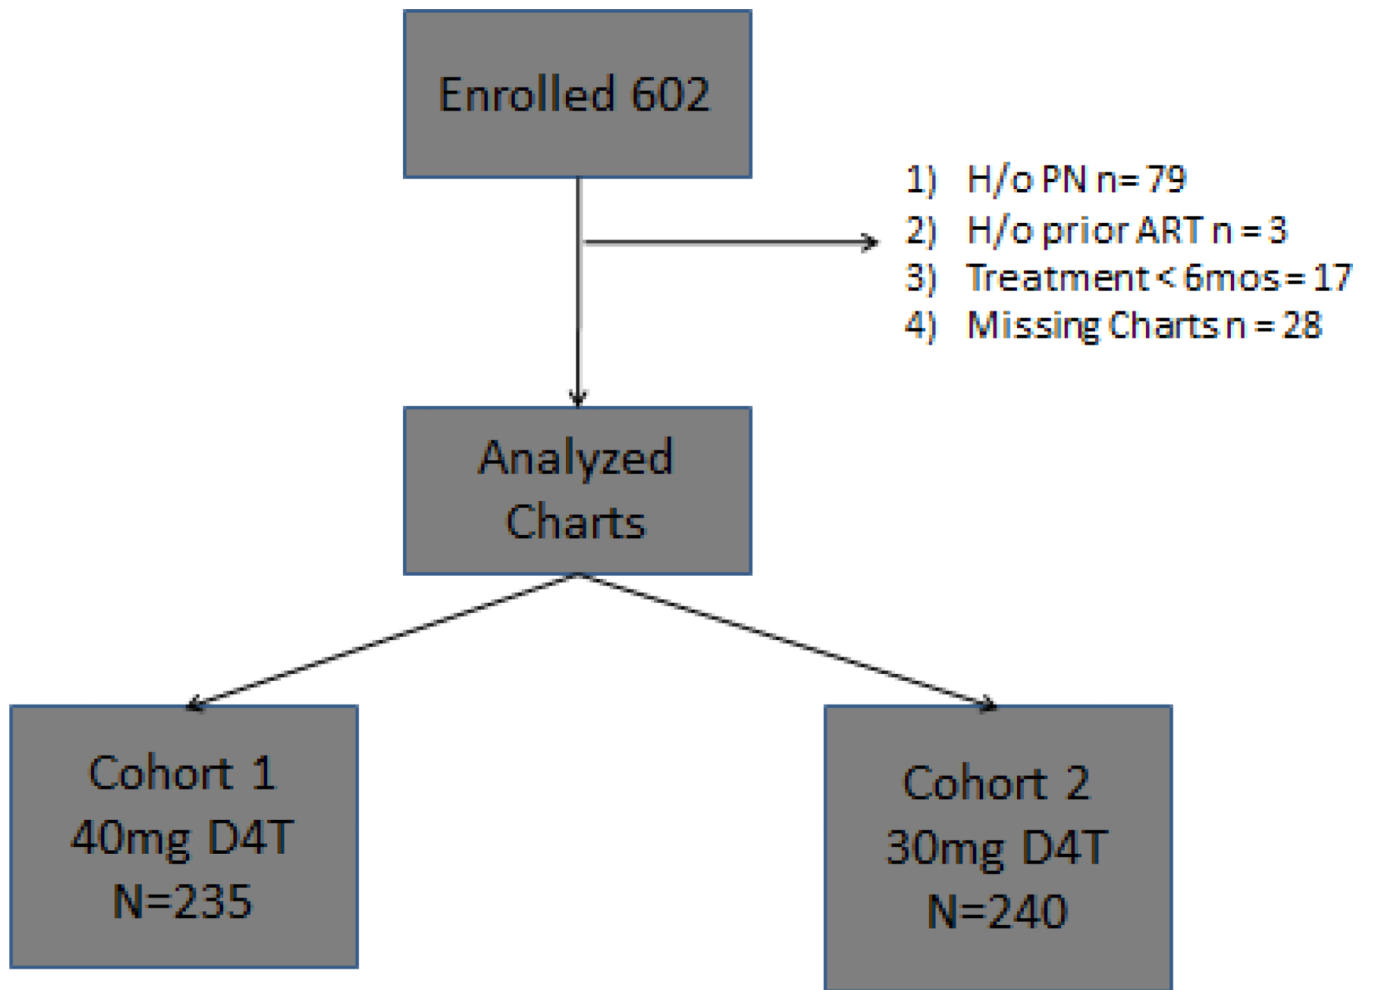 Enrolled 602
1) H/o PN n= 79
2) H/o prior ART n = 3
3) Treatment < 6mos = 17
4) Missing Charts n = 28
Analyzed
Charts
Cohort 1
40mg D4T
N=235
Cohort 2
30mg D4T
N=240